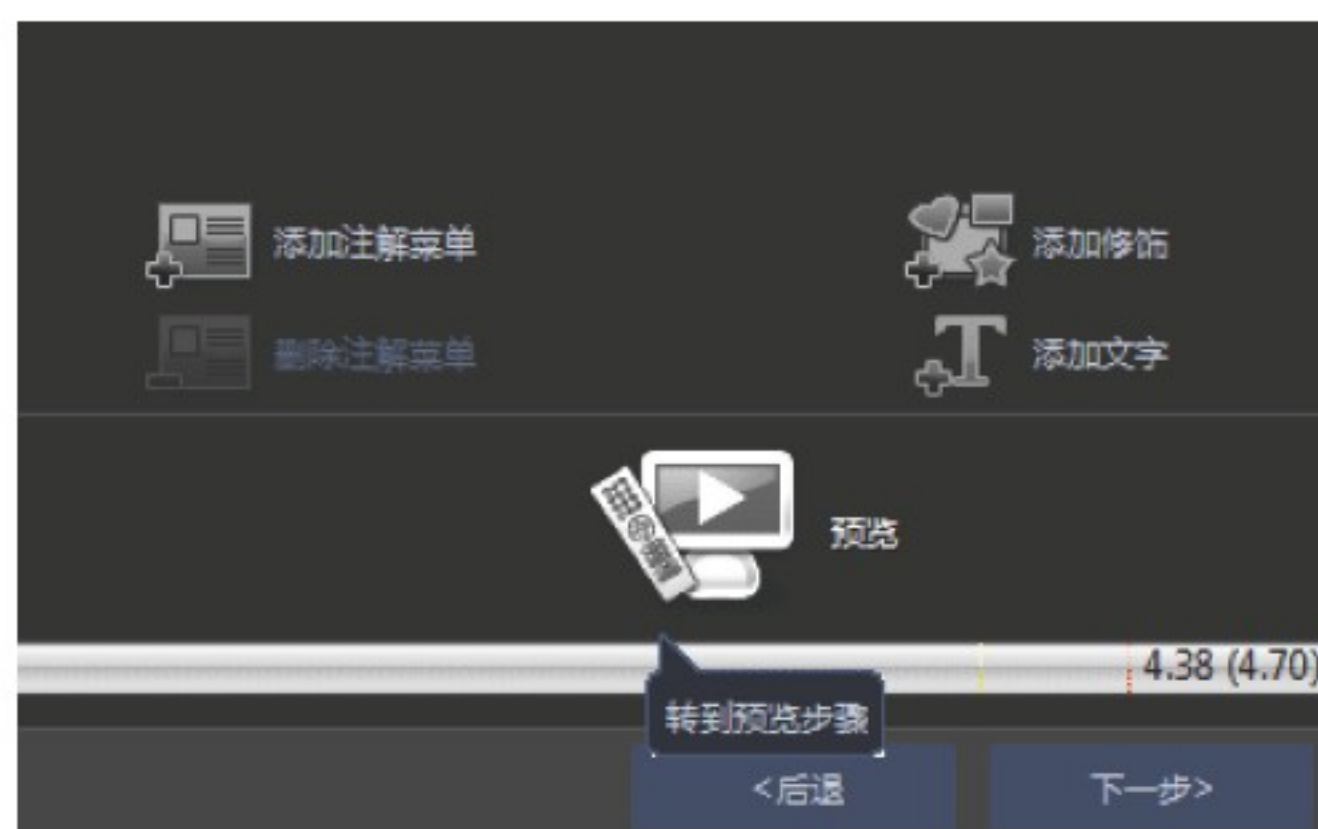 添加注解菜单
添加修饰
删除注解菜单
添加文字
预览
4.38 (4.70)
转到预览步骤
<后退
下一步>